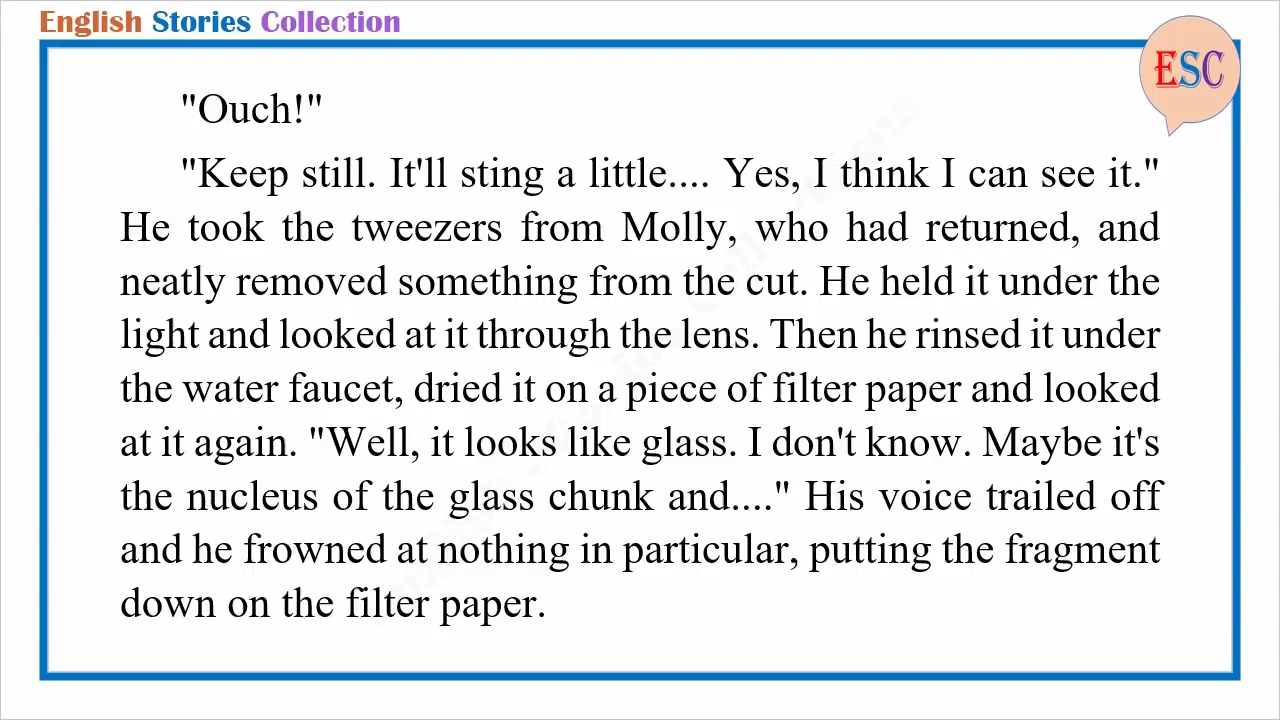 English Stories Collection
ESC
"Ouch!"
"Keep still. It'll sting a little.... Yes, I think I can see it."
He took the tweezers from Molly, who had returned, and
neatly removed something from the cut. He held it under the
light and looked at it through the lens. Then he rinsed it under
the water faucet, dried it on a piece of filter paper and looked
at it again. "Well, it looks like glass. I don't know. Maybe it's
the nucleus of the glass chunk and...." His voice trailed off
and he frowned at nothing in particular, putting the fragment
down on the filter paper.